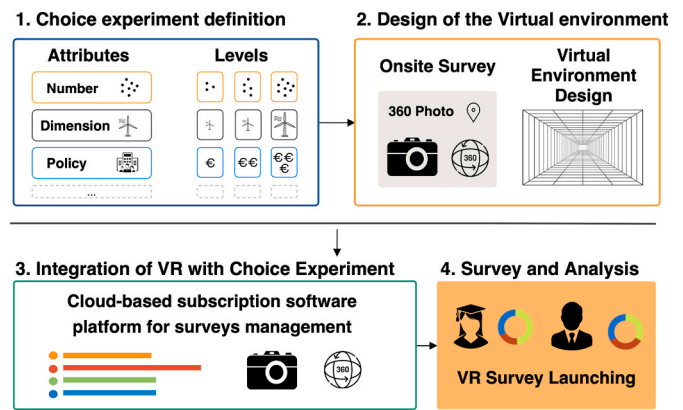 1. Choice experiment definition
2. Design of the Virtual environment
Attributes
Levels
Number
Dimension
Policy
€
€€
€€
€
...
Onsite Survey
360 Photo
360
Virtual
Environment
Design
3. Integration of VR with Choice Experiment
4. Survey and Analysis
Cloud-based subscription software
platform for surveys management
360
VR Survey Launching